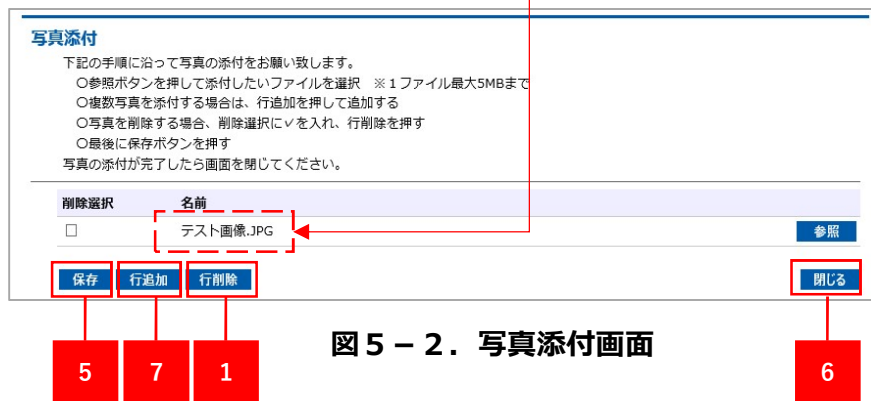 写真添付
下記の手順に沿って写真の添付をお願い致します。
〇参照ボタンを押して添付したいファイルを選択　※１ファイル最大5MBまで
〇複数写真を添付する場合は、行追加を押して追加する
〇写真を削除する場合、削除選択に✓を入れ、行削除を押す
〇最後に保存ボタンを押す
写真の添付が完了したら画面を閉じてください。
削除選択 名前
テスト画像.JPG 参照
保存 行追加 行削除 閉じる
図５－２．写真添付画面
5 7 1 6